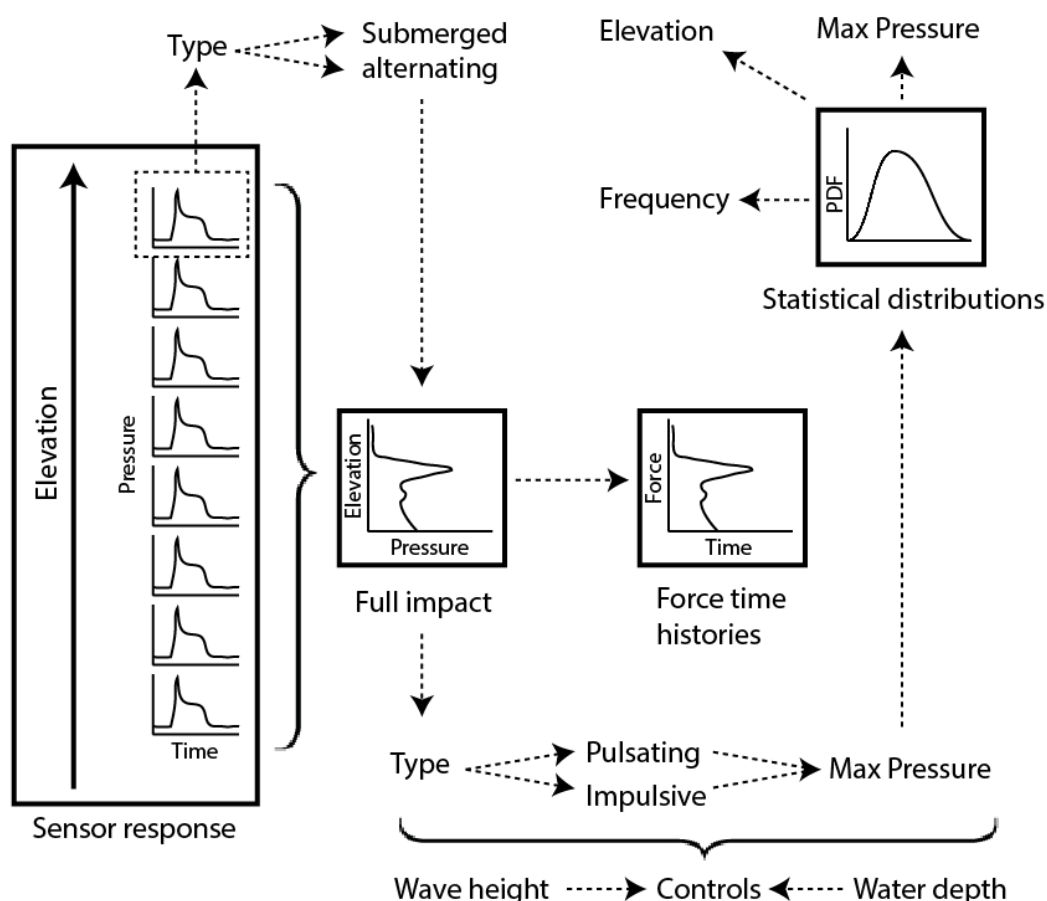 Type
Submerged
alternating
Elevation
Max Pressure
Frequency
PDF
Statistical distributions
Elevation
Pressure
Time
Sensor response
Elevation
Pressure
Full impact
Force
Time
Force time
histories
Type
Pulsating
Impulsive
Max Pressure
Wave height
Controls
Water depth